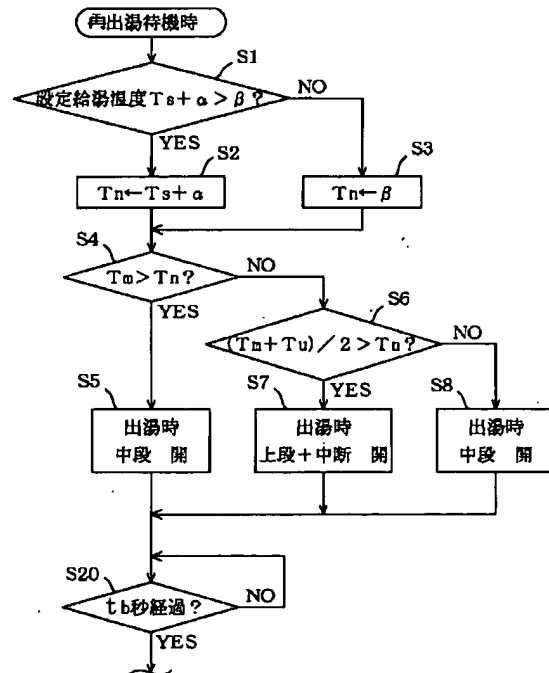 再出湯待機時
S1
設定給湯温度Ts+α>β?
NO
YES
S2
S3
Tn←Ts+α
Tn←β
S4
Tm>Tn?
NO
YES
S6
(Tm+Tu)/2>Tn?
NO
YES
S5
S7
S8
出湯時
中段 開
出湯時
上段+中断 開
出湯時
中段 開
S20
tb秒経過?
NO
YES